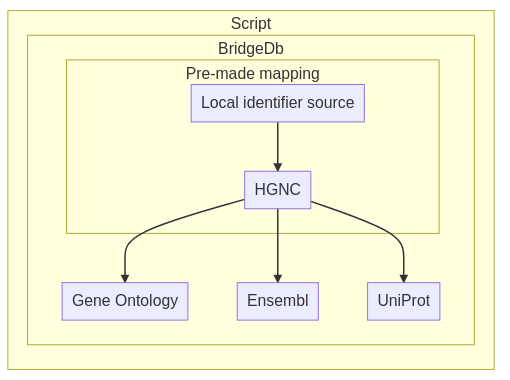 Script
BridgeDb
Pre-made mapping
Local identifier source
HGNC
Gene Ontology
Ensembl
UniProt